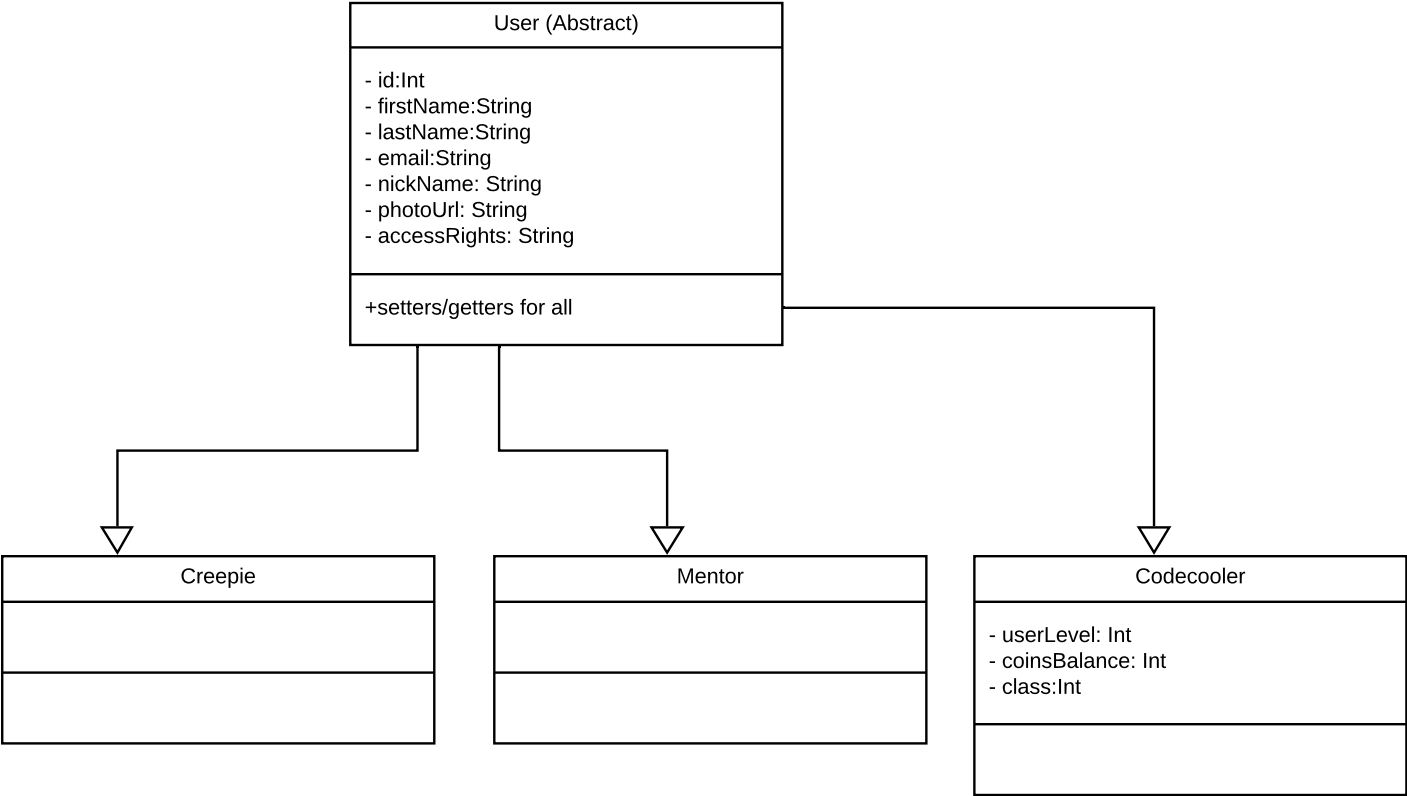 User (Abstract)
- id:Int
- firstName:String
- lastName:String
- email:String
- nickName: String
- photoUrl: String
- accessRights: String
+setters/getters for all
Creepie
Mentor
Codecooler
- userLevel: Int
- coinsBalance: Int
- class:Int